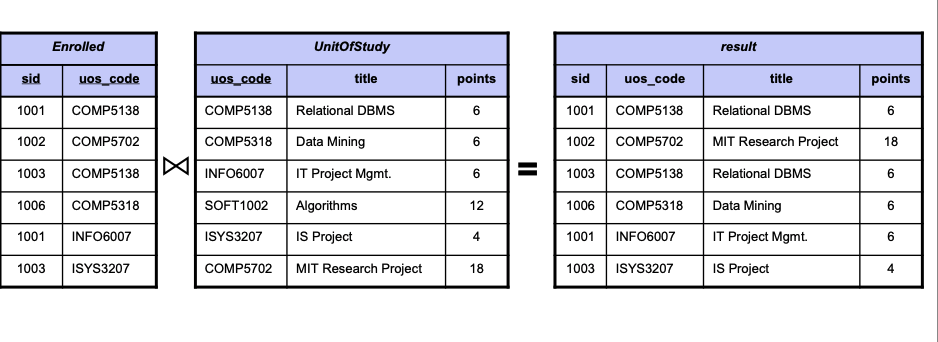 Enrolled UnitOfStudy result
sid uos_code uos_code title points sid uos_code title points
1001 COMP5138 COMP5138 Relational DBMS 6 1001 COMP5138 Relational DBMS 6
1002 COMP5702 COMP5318 Data Mining 6 1002 COMP5702 MIT Research Project 18
1003 COMP5138 ⋈ INFO6007 IT Project Mgmt. 6 = 1003 COMP5138 Relational DBMS 6
1006 COMP5318 SOFT1002 Algorithms 12 1006 COMP5318 Data Mining 6
1001 INFO6007 ISYS3207 IS Project 4 1001 INFO6007 IT Project Mgmt. 6
1003 ISYS3207 COMP5702 MIT Research Project 18 1003 ISYS3207 IS Project 4